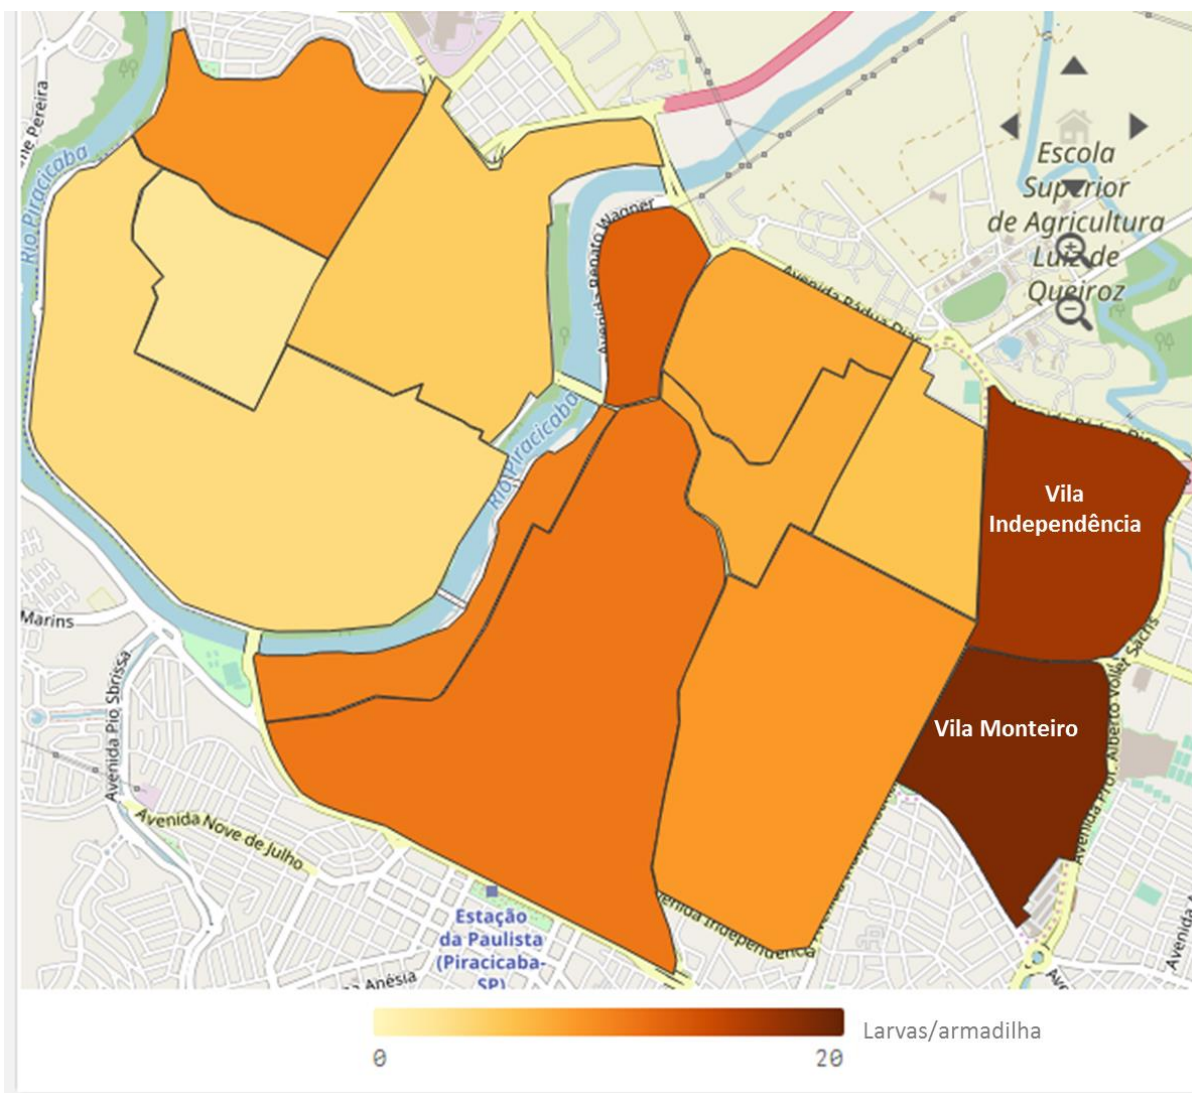 Rio Piracicaba
Escola
Superior
de Agricultura
Luiz de
Queiroz
Avenida Renato Wagner
Avenida Pádua Dias
Rio Piracicaba
Vila
Independência
Marins
Avenida Pio Sbrissa
Vila Monteiro
Avenida Prof. Alberto Vollet Sachs
Avenida Nove de Julho
Estação
da Paulista
(Piracicaba-
SP)
Avenida Independência
Anésia
Avenida
0
20
Larvas/armadilha